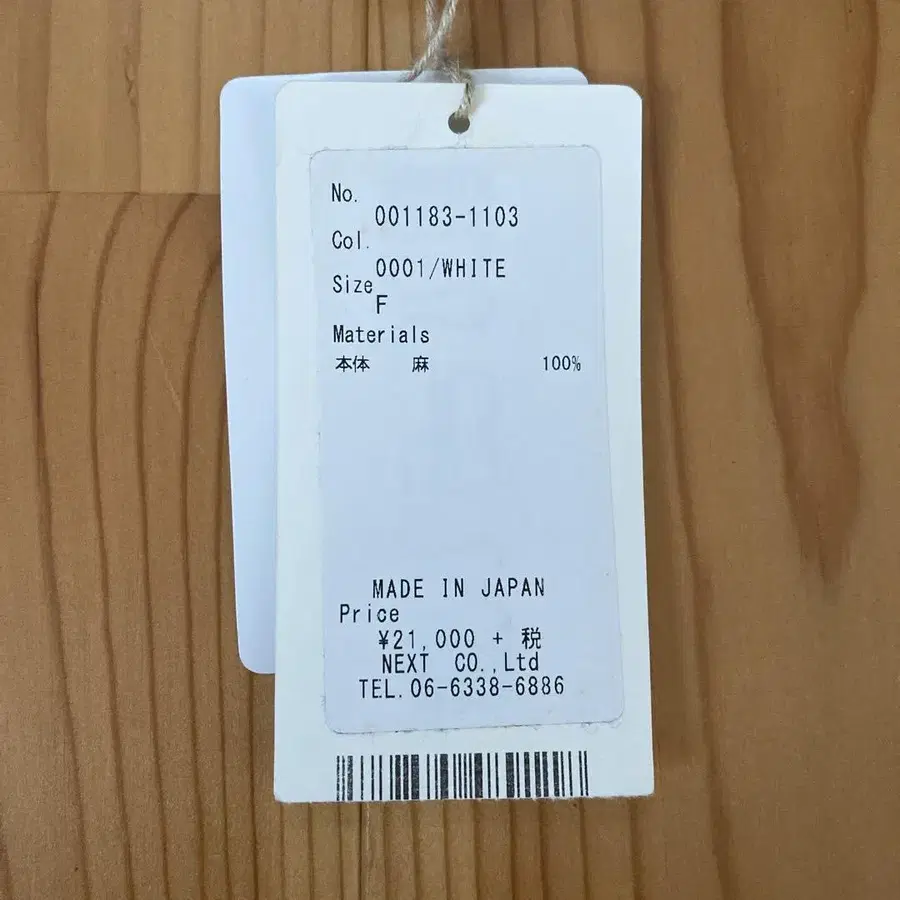 No.
001183-1103
Col.
0001/WHITE
Size
F
Materials
本体 麻 100%
MADE IN JAPAN
Price
¥21,000 + 税
NEXT CO.,Ltd
TEL.06-6338-6886